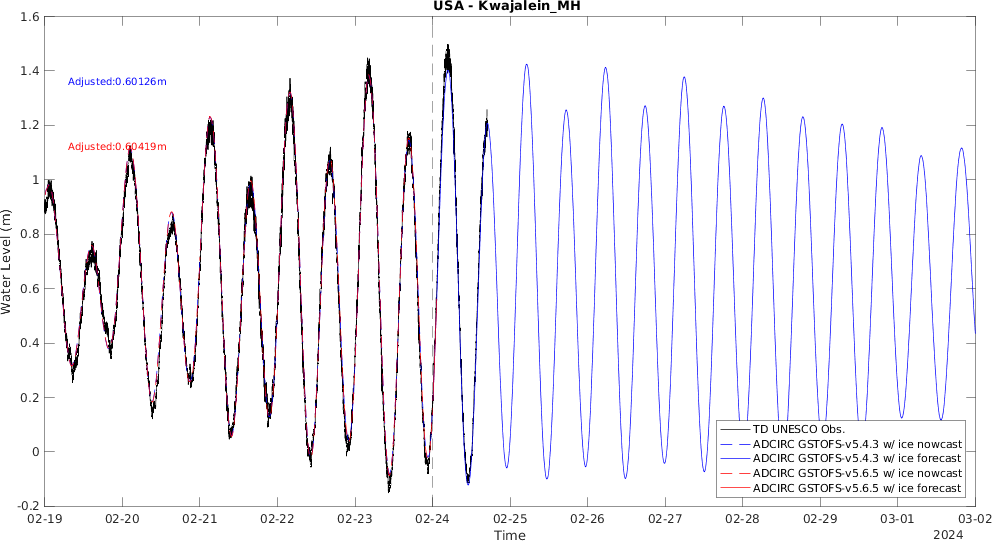 USA - Kwajalein_MH
1.6
1.4
1.2
1
0.8
0.6
0.4
0.2
0
-0.2
Water Level (m)
Adjusted:0.60126m
Adjusted:0.60419m
TD UNESCO Obs.
ADCIRC GSTOFS-v5.4.3 w/ ice nowcast
ADCIRC GSTOFS-v5.4.3 w/ ice forecast
ADCIRC GSTOFS-v5.6.5 w/ ice nowcast
ADCIRC GSTOFS-v5.6.5 w/ ice forecast
02-19 02-20 02-21 02-22 02-23 02-24 02-25 02-26 02-27 02-28 02-29 03-01 03-02
Time
2024